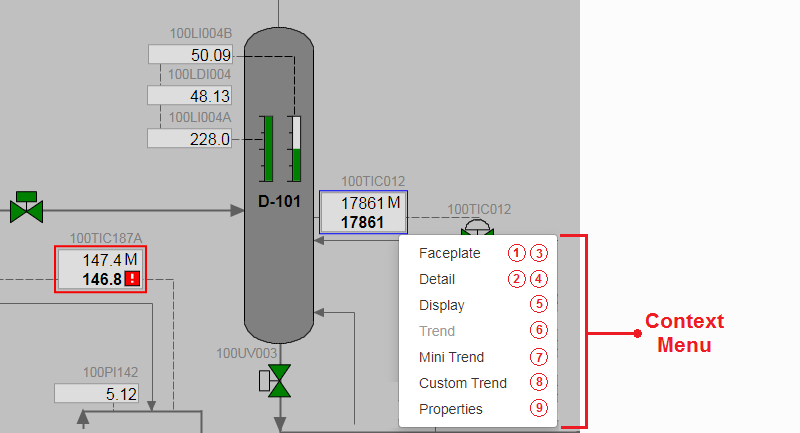 100LI004B
50.09
100LDI004
48.13
100LI004A
228.0
D-101
100TIC012
17861 M
17861
100TIC012
100TIC187A
147.4 M
146.8 !
100UV003
100PI142
5.12
Faceplate 1 3
Detail 2 4
Display 5
Trend 6
Mini Trend 7
Custom Trend 8
Properties 9
Context
Menu